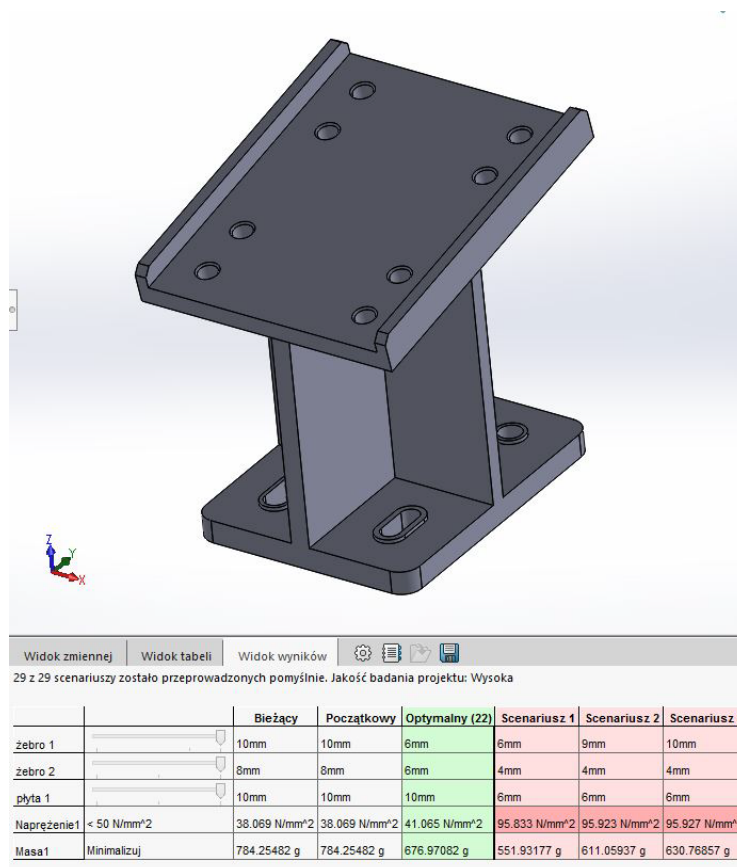 Z
Y
X
Widok zmiennej Widok tabeli Widok wyników
29 z 29 scenariuszy zostało przeprowadzonych pomyślnie. Jakość badania projektu: Wysoka
Bieżący Początkowy Optymalny (22) Scenariusz 1 Scenariusz 2 Scenariusz
żebro 1 10mm 10mm 6mm 6mm 9mm 10mm
żebro 2 8mm 8mm 6mm 4mm 4mm 4mm
płyta 1 10mm 10mm 10mm 6mm 6mm 6mm
Naprężenie1 < 50 N/mm^2 38.069 N/mm^2 38.069 N/mm^2 41.065 N/mm^2 95.833 N/mm^2 95.923 N/mm^2 95.927 N/mm^
Masa1 Minimalizuj 784.25482 g 784.25482 g 676.97082 g 551.93177 g 611.05937 g 630.76857 g